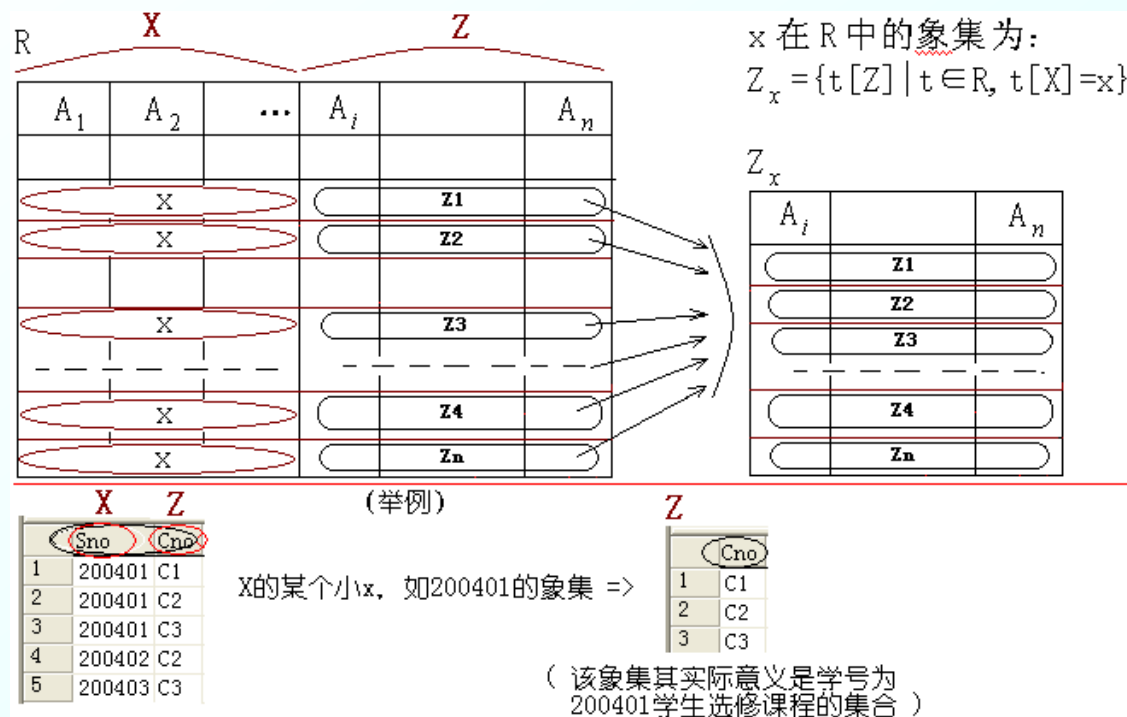 R X Z
A1 A2 … Ai An
X Z1
X Z2
X Z3
X Z4
X Zn
x 在 R 中的象集为:
Zx={t[Z]|t∈R, t[X]=x}
Zx
Ai An
Z1
Z2
Z3
Z4
Zn
(举例)
X Z
Sno Cno
1 200401 C1
2 200401 C2
3 200401 C3
4 200402 C2
5 200403 C3
X的某个小x, 如200401的象集 =>
Z
Cno
1 C1
2 C2
3 C3
( 该象集其实际意义是学号为
200401学生选修课程的集合 )